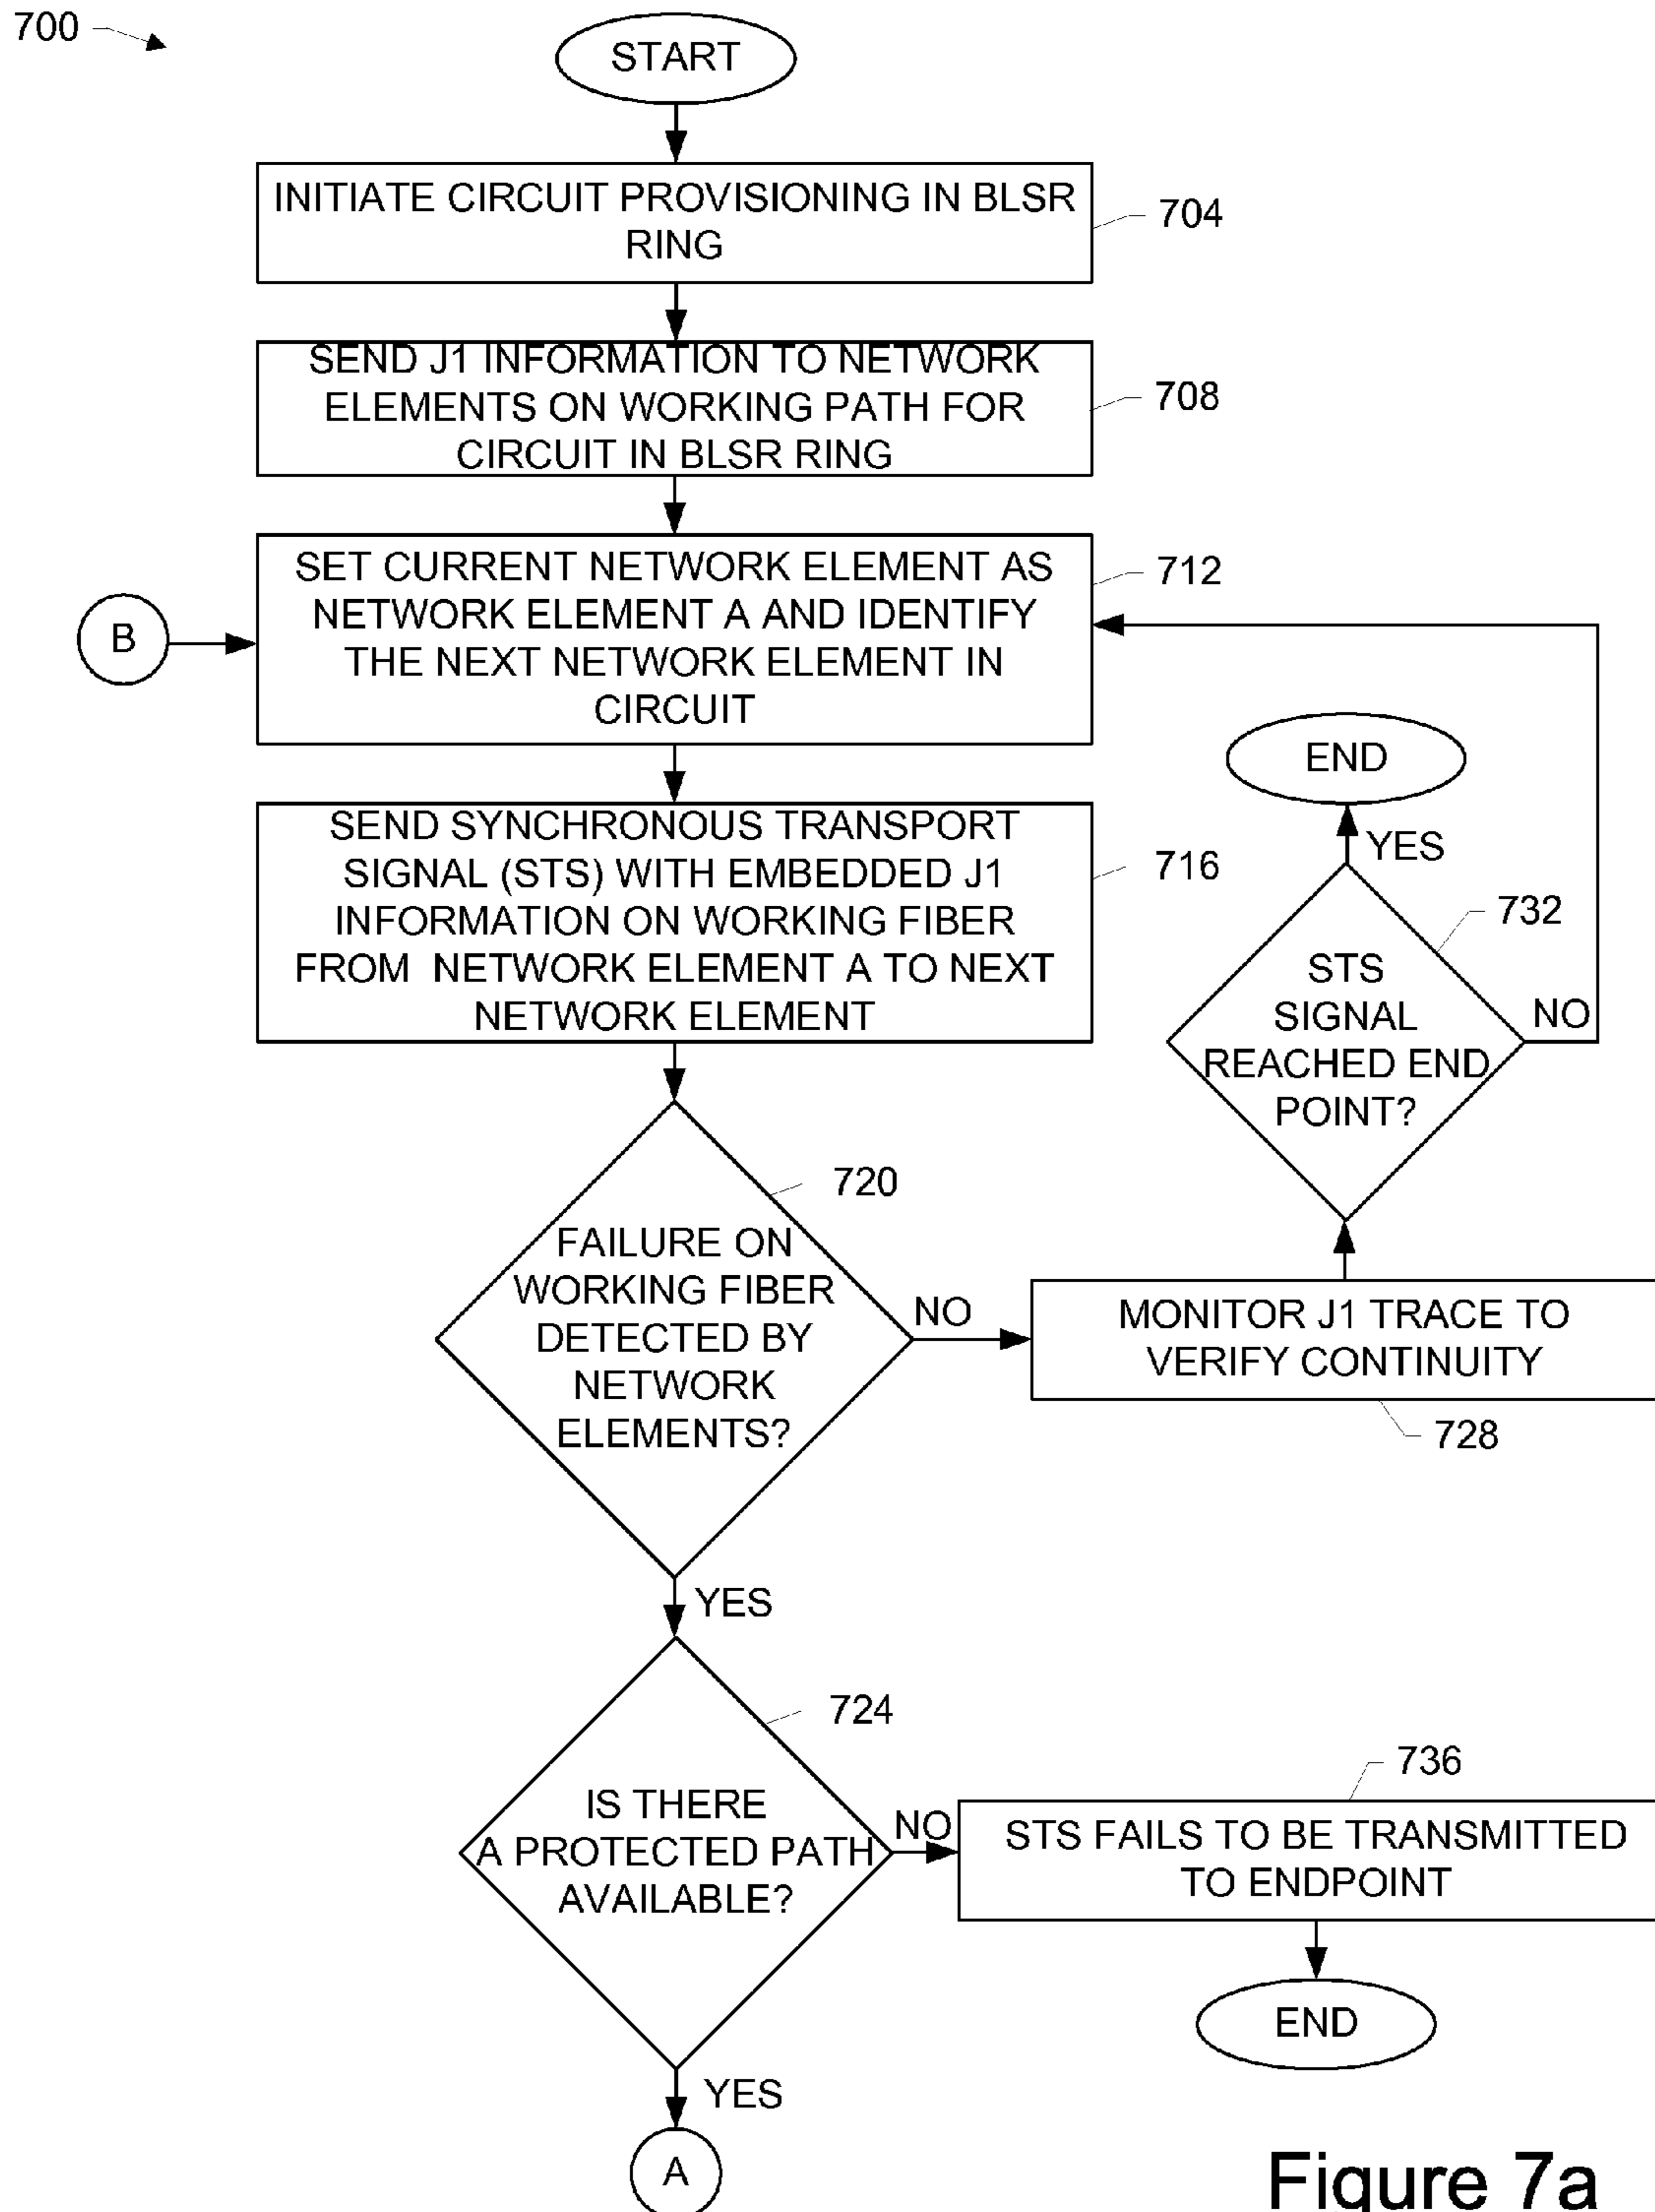 700
START
INITIATE CIRCUIT PROVISIONING IN BLSR
RING
704
SEND J1 INFORMATION TO NETWORK
ELEMENTS ON WORKING PATH FOR
CIRCUIT IN BLSR RING
708
SET CURRENT NETWORK ELEMENT AS
NETWORK ELEMENT A AND IDENTIFY
THE NEXT NETWORK ELEMENT IN
CIRCUIT
712
B
SEND SYNCHRONOUS TRANSPORT
SIGNAL (STS) WITH EMBEDDED J1
INFORMATION ON WORKING FIBER
FROM NETWORK ELEMENT A TO NEXT
NETWORK ELEMENT
716
END
YES
732
STS
SIGNAL
REACHED END
POINT?
NO
720
FAILURE ON
WORKING FIBER
DETECTED BY
NETWORK
ELEMENTS?
NO
MONITOR J1 TRACE TO
VERIFY CONTINUITY
728
YES
724
IS THERE
A PROTECTED PATH
AVAILABLE?
NO
736
STS FAILS TO BE TRANSMITTED
TO ENDPOINT
END
YES
A
Figure 7a